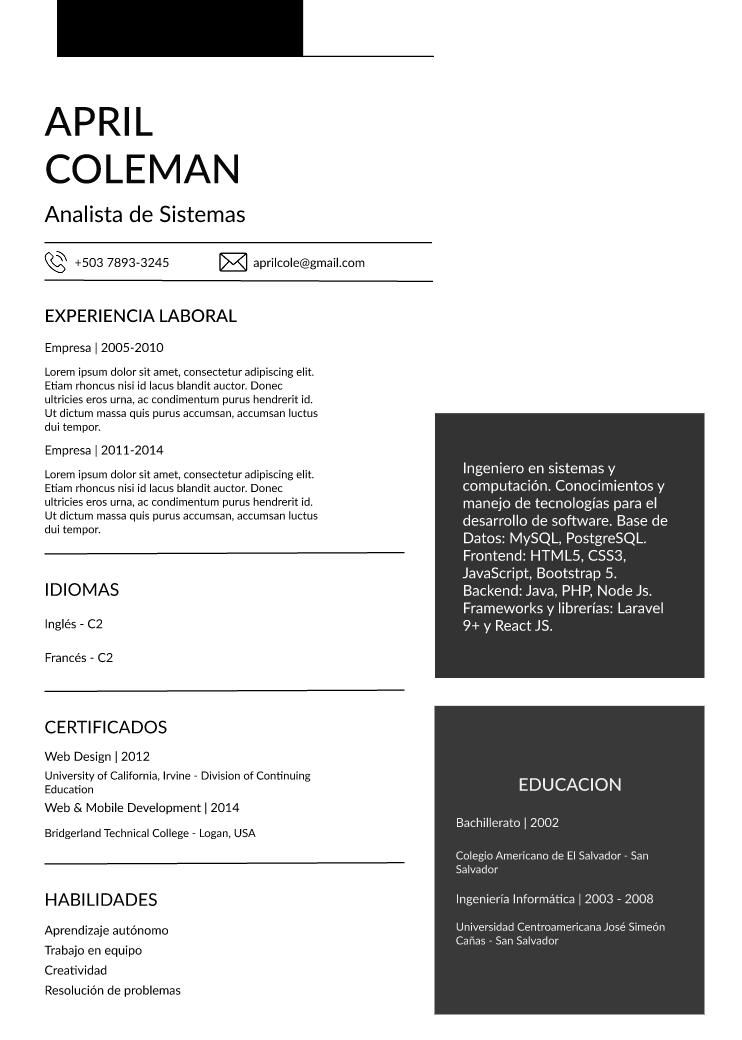 APRIL
COLEMAN
Analista de Sistemas
+503 7893-3245
aprilcole@gmail.com
EXPERIENCIA LABORAL
Empresa | 2005-2010
Lorem ipsum dolor sit amet, consectetur adipiscing elit.
Etiam rhoncus nisi id lacus blandit auctor. Donec
ultricies eros urna, ac condimentum purus hendrerit id.
Ut dictum massa quis purus accumsan, accumsan luctus
dui tempor.
Empresa | 2011-2014
Lorem ipsum dolor sit amet, consectetur adipiscing elit.
Etiam rhoncus nisi id lacus blandit auctor. Donec
ultricies eros urna, ac condimentum purus hendrerit id.
Ut dictum massa quis purus accumsan, accumsan luctus
dui tempor.
IDIOMAS
Inglés - C2
Francés - C2
CERTIFICADOS
Web Design | 2012
University of California, Irvine - Division of Continuing
Education
Web & Mobile Development | 2014
Bridgerland Technical College - Logan, USA
HABILIDADES
Aprendizaje autónomo
Trabajo en equipo
Creatividad
Resolución de problemas
Ingeniero en sistemas y
computación. Conocimientos y
manejo de tecnologías para el
desarrollo de software. Base de
Datos: MySQL, PostgreSQL.
Frontend: HTML5, CSS3,
JavaScript, Bootstrap 5.
Backend: Java, PHP, Node Js.
Frameworks y librerías: Laravel
9+ y React JS.
EDUCACION
Bachillerato | 2002
Colegio Americano de El Salvador - San
Salvador
Ingeniería Informática | 2003 - 2008
Universidad Centroamericana José Simeón
Cañas - San Salvador